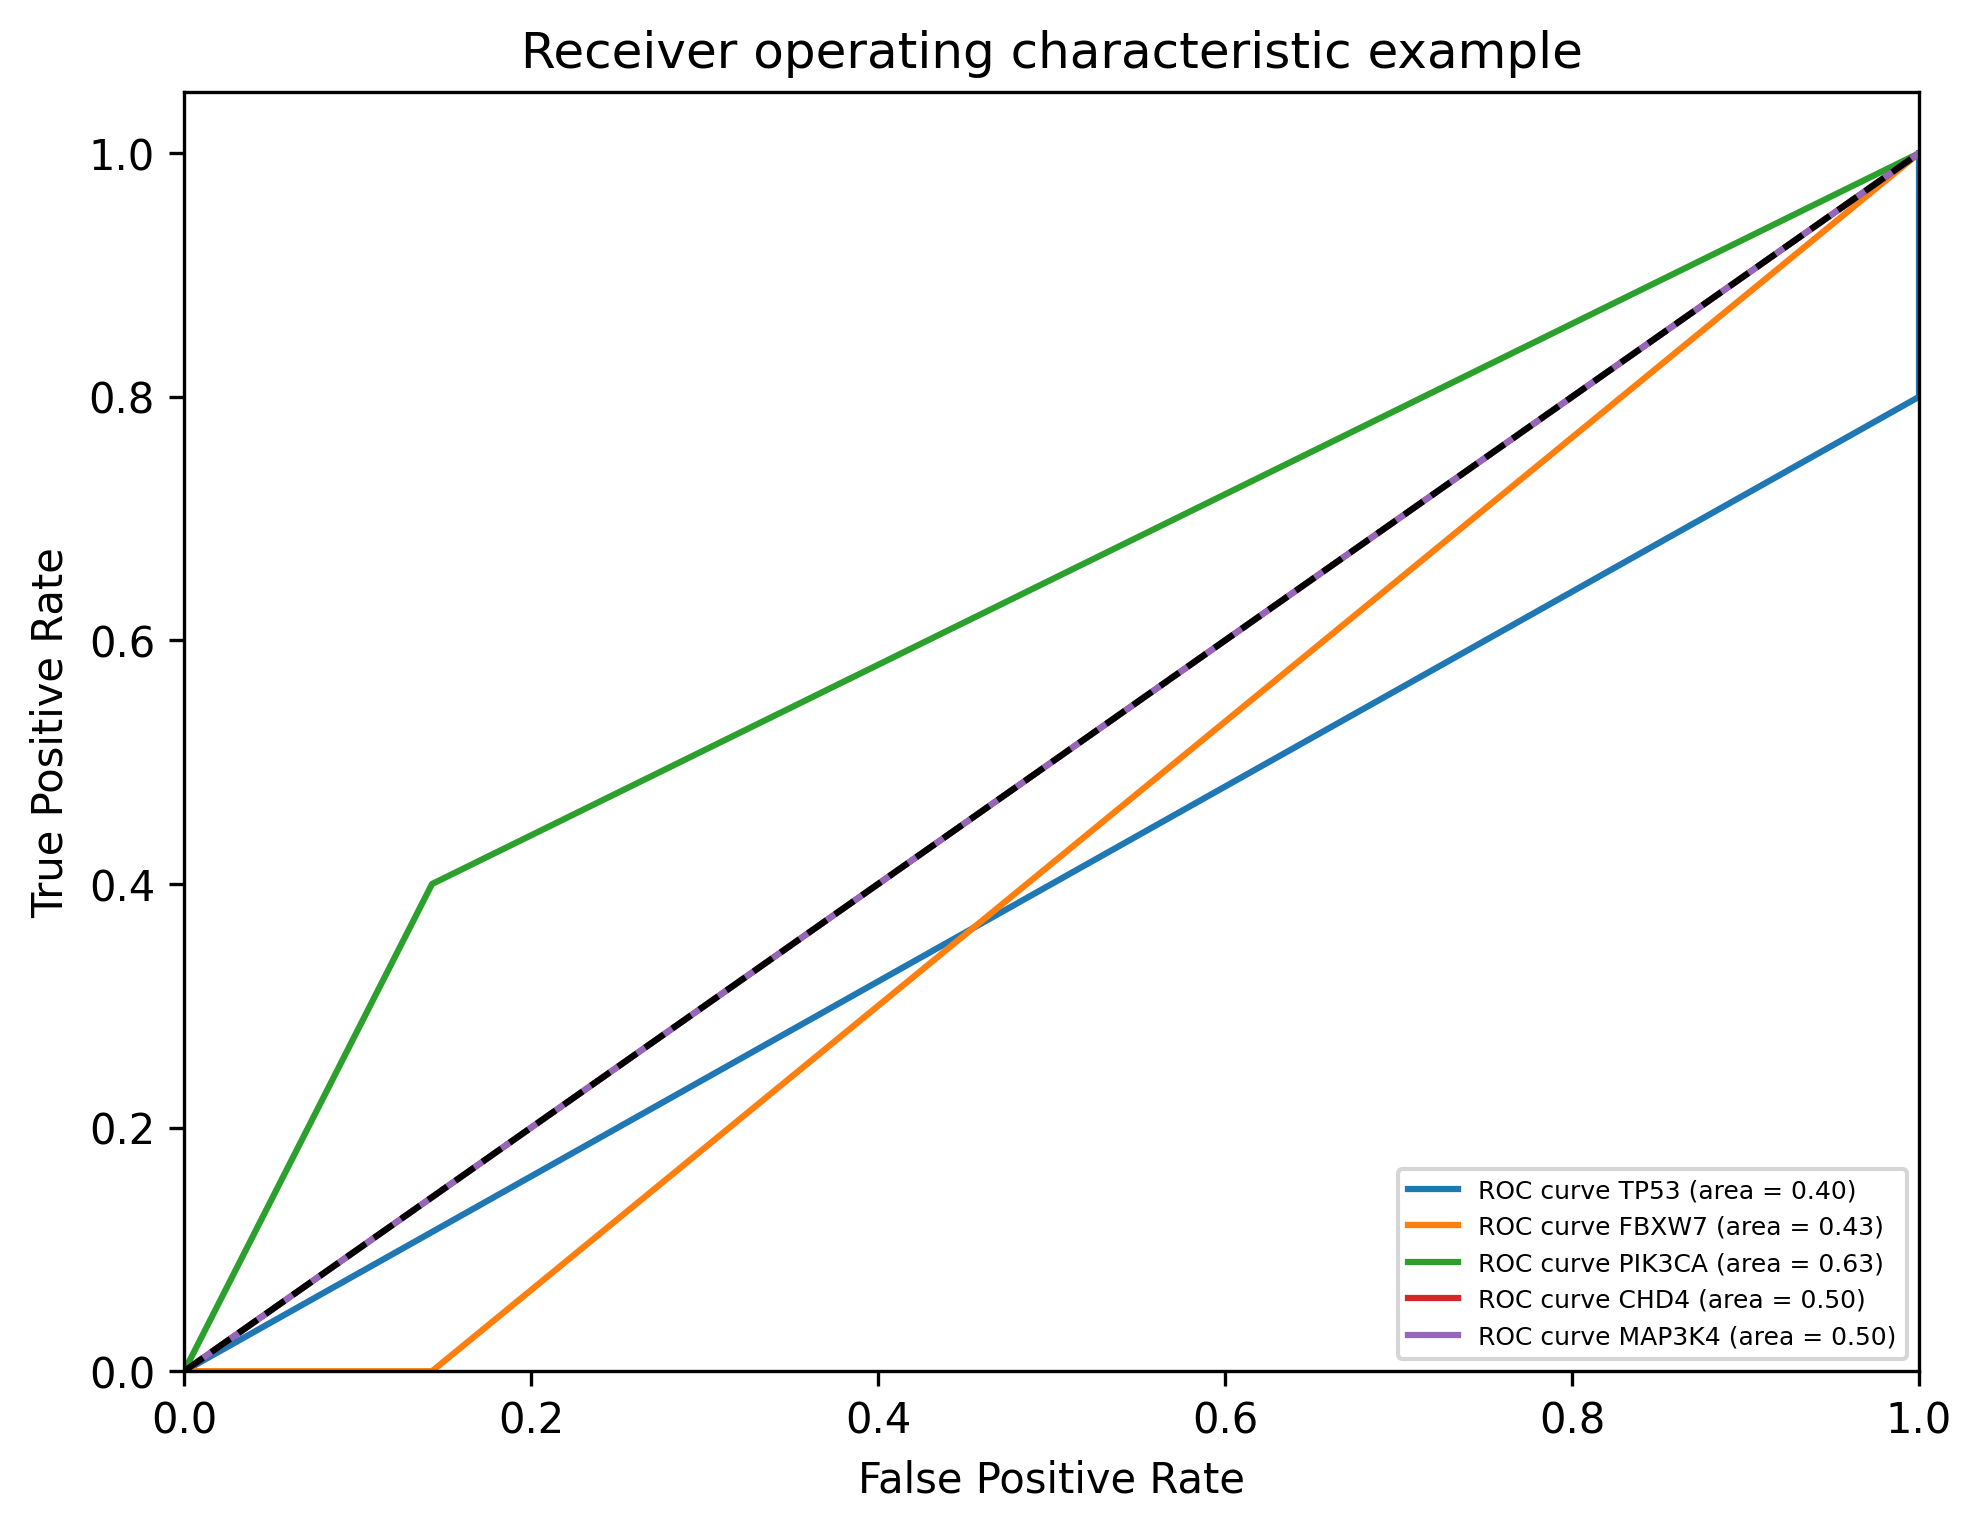 Receiver operating characteristic example
1.0
0.8
0.6
0.4
0.2
0.0
True Positive Rate
ROC curve TP53 (area = 0.40)
ROC curve FBXW7 (area = 0.43)
ROC curve PIK3CA (area = 0.63)
ROC curve CHD4 (area = 0.50)
ROC curve MAP3K4 (area = 0.50)
0.0 0.2 0.4 0.6 0.8 1.0
False Positive Rate